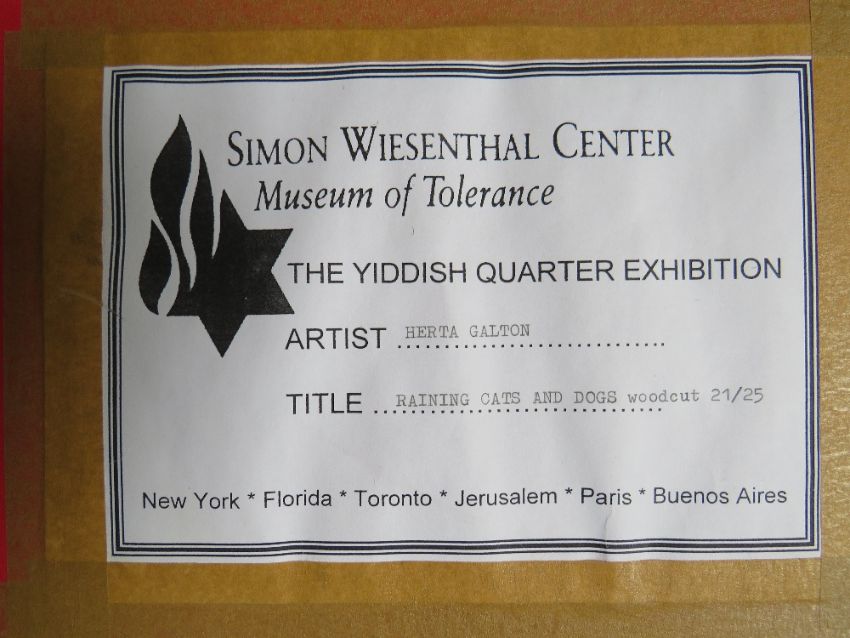 SIMON WIESENTHAL CENTER
Museum of Tolerance
THE YIDDISH QUARTER EXHIBITION
ARTIST HERTA GALTON
TITLE RAINING CATS AND DOGS woodcut 21/25
New York * Florida * Toronto * Jerusalem * Paris * Buenos Aires